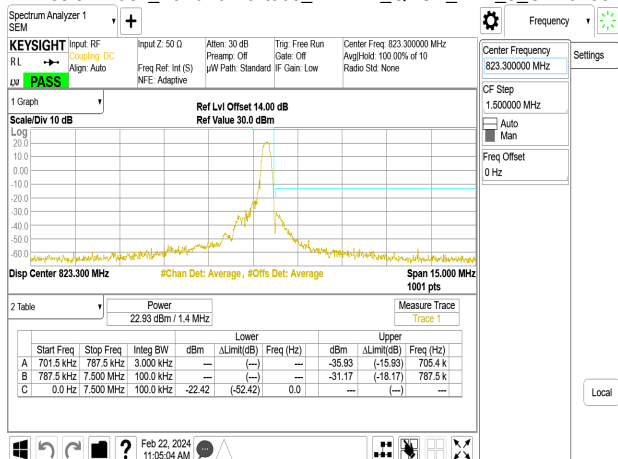 Spectrum Analyzer 1
SEM
KEYSIGHT
RL
LXI
PASS
Input: RF
Coupling: DC
Align: Auto
Input Z: 50 Ω
Freq Ref: Int (S)
NFE: Adaptive
Atten: 30 dB
Preamp: Off
µW Path: Standard
Trig: Free Run
Gate: Off
IF Gain: Low
Center Freq: 823.300000 MHz
Avg|Hold: 100.00% of 10
Radio Std: None
1 Graph
Ref Lvl Offset 14.00 dB
Scale/Div 10 dB
Ref Value 30.0 dBm
Log
20.0
10.0
0.00
-10.0
-20.0
-30.0
-40.0
-50.0
-60.0
Disp Center 823.300 MHz
#Chan Det: Average, #Offs Det: Average
Span 15.000 MHz
1001 pts
2 Table
Power
22.93 dBm / 1.4 MHz
Measure Trace
Trace 1
Lower Upper
Start Freq Stop Freq Integ BW dBm ΔLimit(dB) Freq (Hz) dBm ΔLimit(dB) Freq (Hz)
A 701.5 kHz 787.5 kHz 3.000 kHz --- (---) --- -35.93 (-15.93) 705.4 k
B 787.5 kHz 7.500 MHz 100.0 kHz --- (---) --- -31.17 (-18.17) 787.5 k
C 0.0 Hz 7.500 MHz 100.0 kHz -22.42 (-52.42) 0.0 --- (---) ---
Feb 22, 2024
11:05:04 AM
Frequency
Center Frequency
823.300000 MHz
CF Step
1.500000 MHz
Auto
Man
Freq Offset
0 Hz
Settings
Local